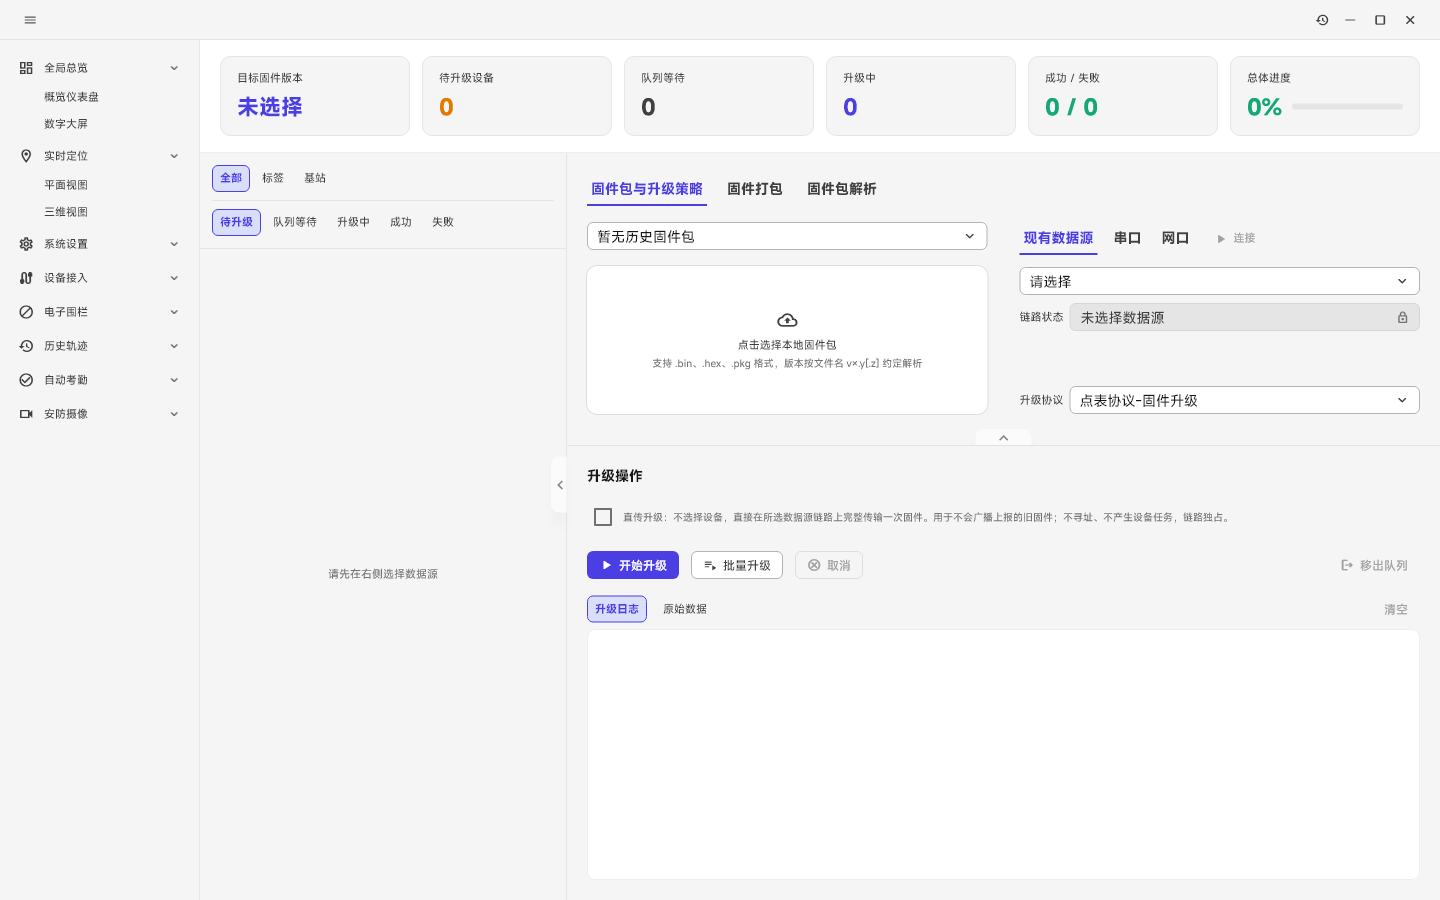 全局总览
概览仪表盘
数字大屏
实时定位
平面视图
三维视图
系统设置
设备接入
电子围栏
历史轨迹
自动考勤
安防摄像
目标固件版本
未选择
待升级设备
0
队列等待
0
升级中
0
成功 / 失败
0 / 0
总体进度
0%
全部 标签 基站
待升级 队列等待 升级中 成功 失败
请先在右侧选择数据源
固件包与升级策略 固件打包 固件包解析
暂无历史固件包
点击选择本地固件包
支持 .bin、.hex、.pkg 格式，版本按文件名 v×.y[.z] 约定解析
现有数据源 串口 网口 连接
请选择
链路状态 未选择数据源
升级协议 点表协议-固件升级
升级操作
直传升级：不选择设备，直接在所选数据源链路上完整传输一次固件。用于不会广播上报的旧固件；不寻址、不产生设备任务，链路独占。
开始升级 批量升级 取消 移出队列
升级日志 原始数据 清空